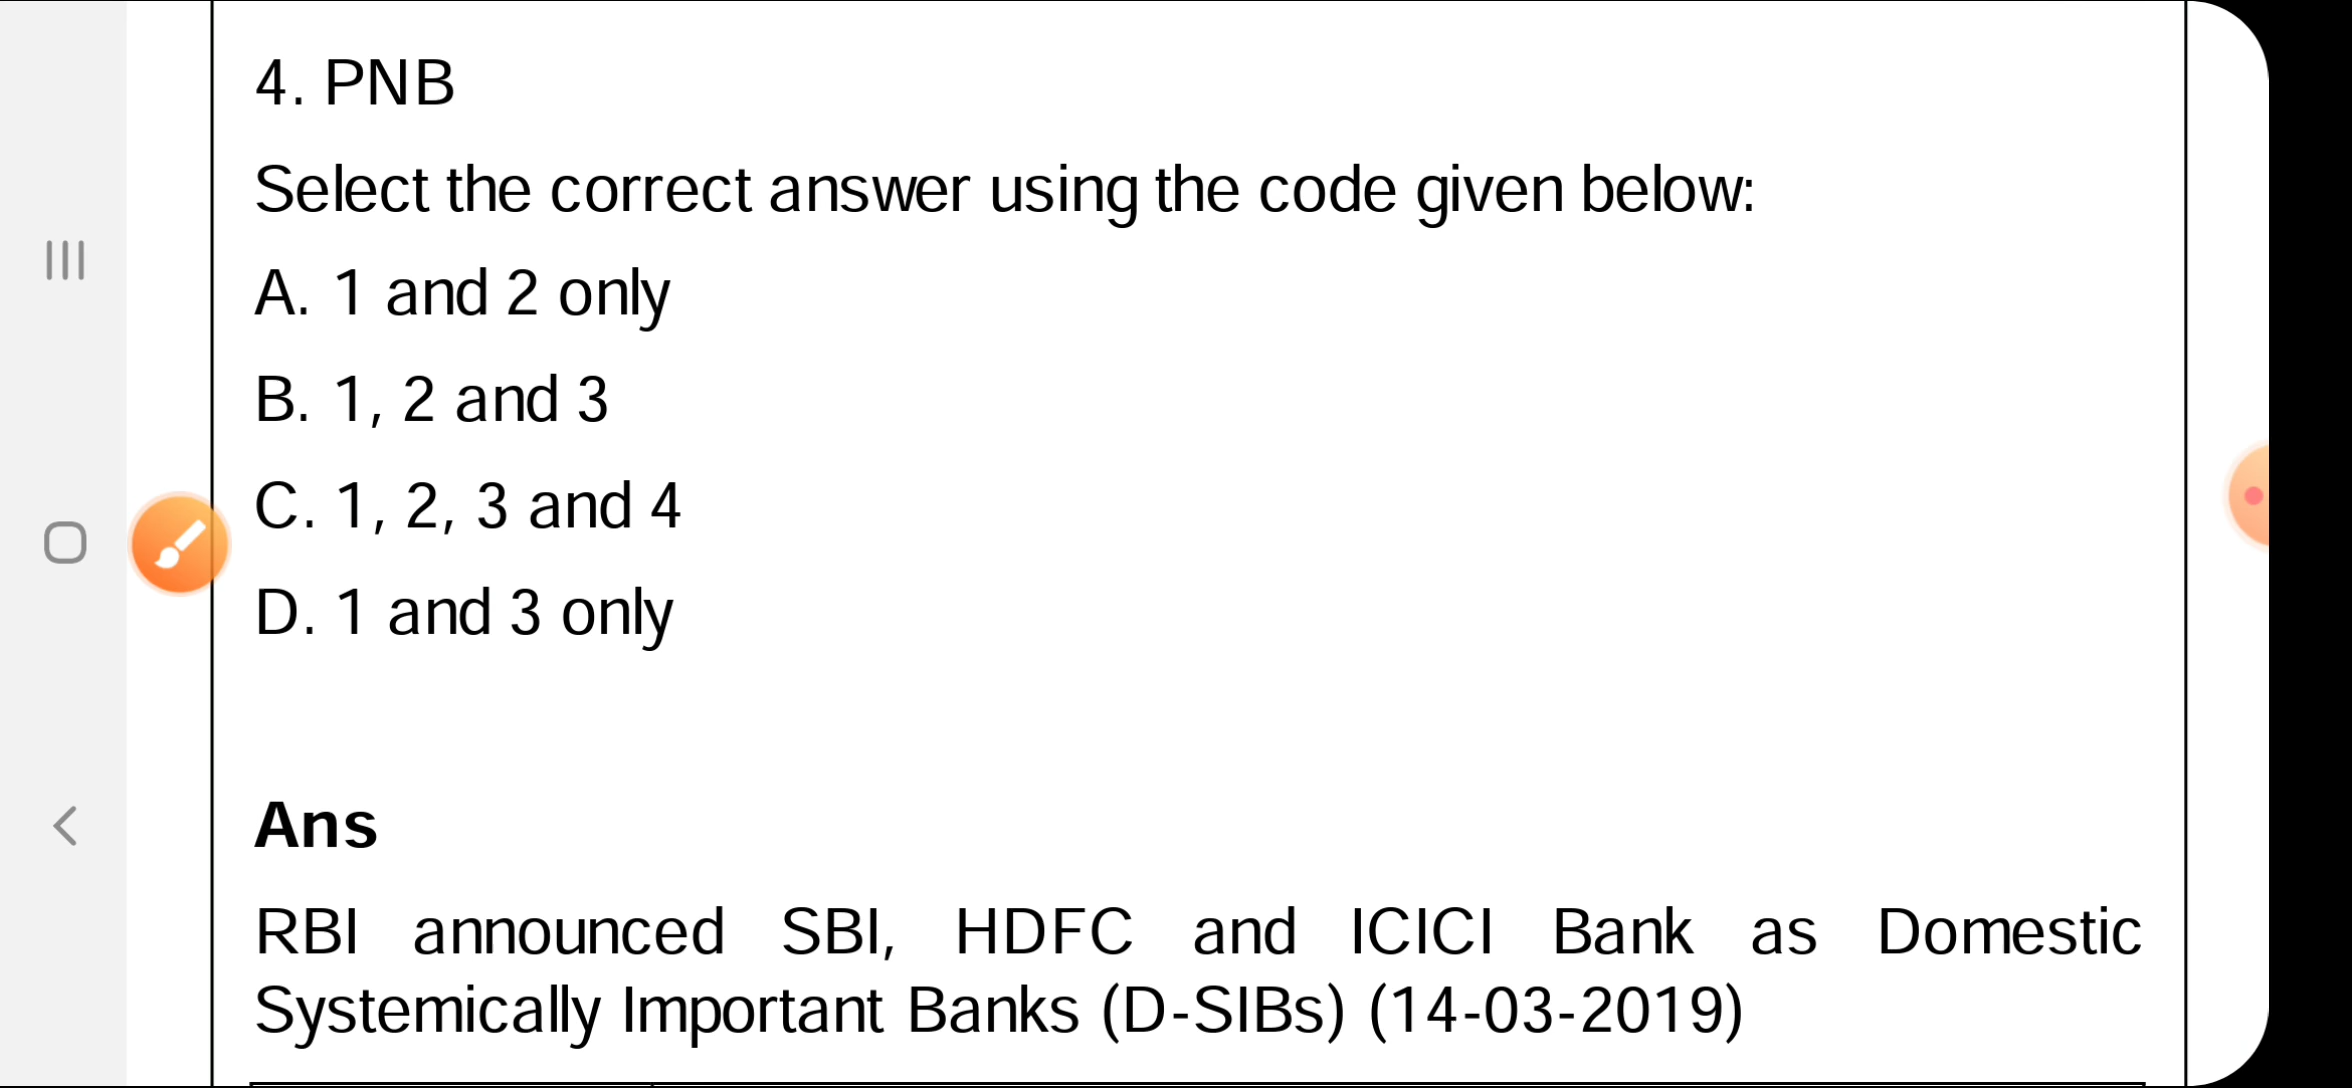 4. PNB
Select the correct answer using the code given below:
A. 1 and 2 only
B. 1, 2 and 3
C. 1, 2, 3 and 4
D. 1 and 3 only
Ans
RBI announced SBI, HDFC and ICICI Bank as Domestic
Systemically Important Banks (D-SIBs) (14-03-2019)